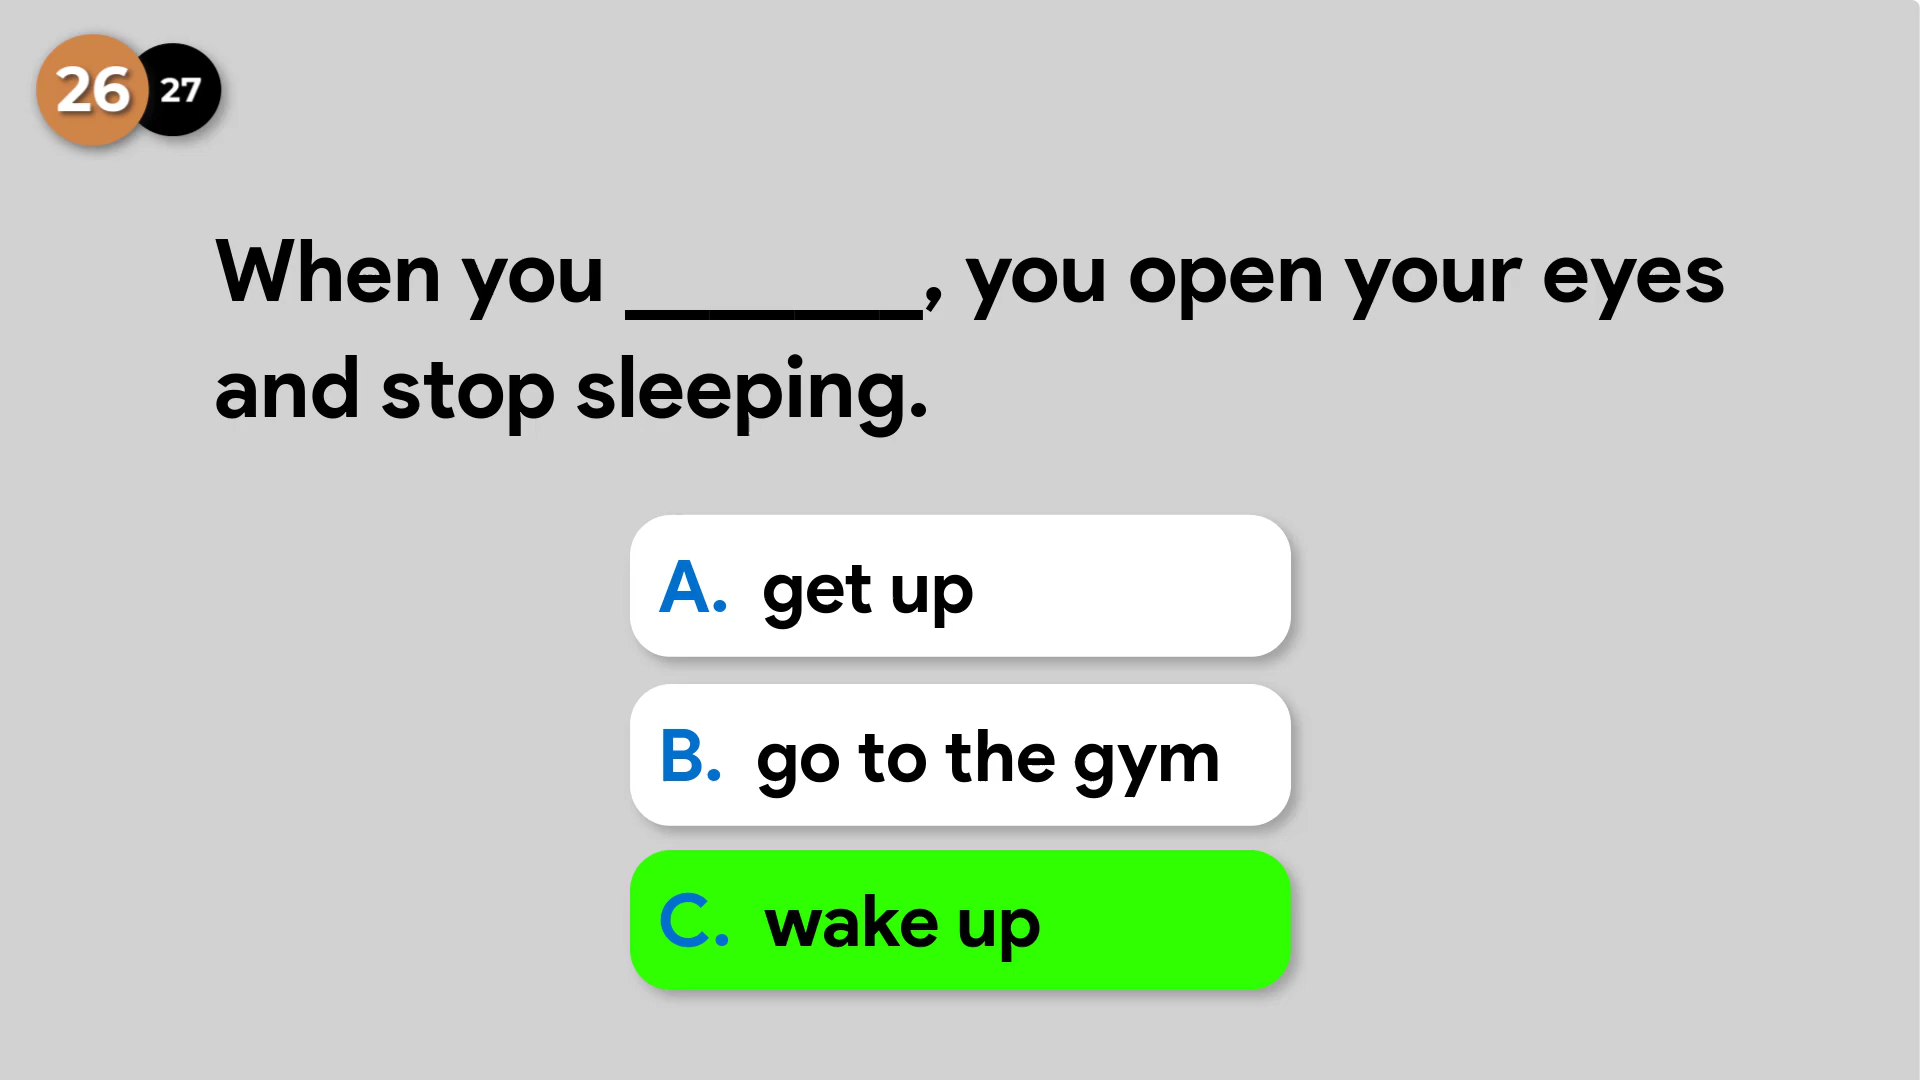 26 27
When you _______, you open your eyes
and stop sleeping.
A. get up
B. go to the gym
C. wake up